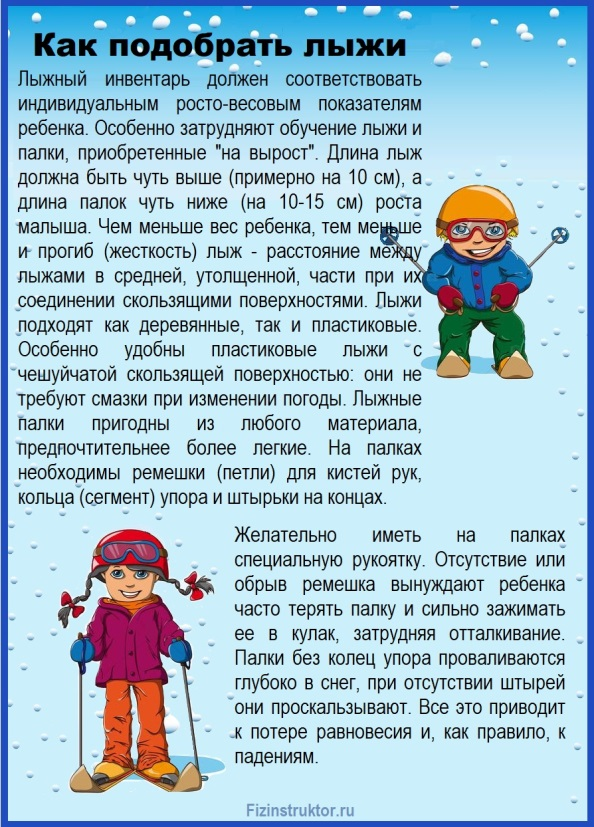 Как подобрать лыжи
Лыжный инвентарь должен соответствовать
индивидуальным росто-весовым показателям
ребенка. Особенно затрудняют обучение лыжи и
палки, приобретенные "на вырост". Длина лыж
должна быть чуть выше (примерно на 10 см), а
длина палок чуть ниже (на 10-15 см) роста
малыша. Чем меньше вес ребенка, тем меньше
и прогиб (жесткость) лыж - расстояние между
лыжами в средней, утолщенной, части при их
соединении скользящими поверхностями. Лыжи
подходят как деревянные, так и пластиковые.
Особенно удобны пластиковые лыжи с
чешуйчатой скользящей поверхностью: они не
требуют смазки при изменении погоды. Лыжные
палки пригодны из любого материала,
предпочтительнее более легкие. На палках
необходимы ремешки (петли) для кистей рук,
кольца (сегмент) упора и штырьки на концах.
Желательно иметь на палках
специальную рукоятку. Отсутствие или
обрыв ремешка вынуждают ребенка
часто терять палку и сильно зажимать
ее в кулак, затрудняя отталкивание.
Палки без колец упора проваливаются
глубоко в снег, при отсутствии штырей
они проскальзывают. Все это приводит
к потере равновесия и, как правило, к
падениям.
Fizinstruktor.ru